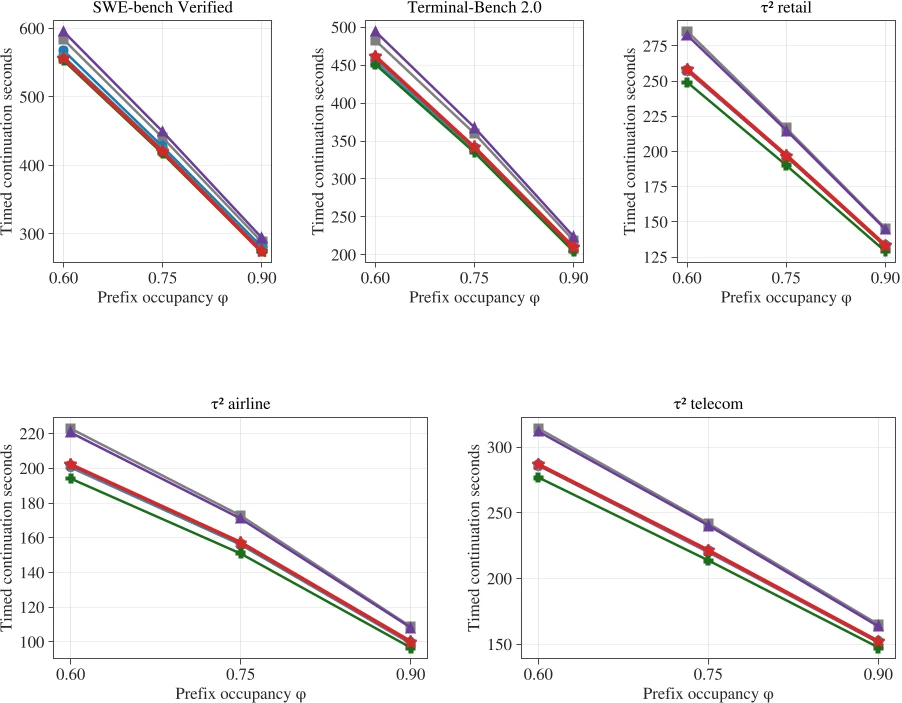 SWE-bench Verified
Timed continuation seconds
600
500
400
300
0.60 0.75 0.90
Prefix occupancy φ
Terminal-Bench 2.0
Timed continuation seconds
500
450
400
350
300
250
200
0.60 0.75 0.90
Prefix occupancy φ
τ² retail
Timed continuation seconds
275
250
225
200
175
150
125
0.60 0.75 0.90
Prefix occupancy φ
τ² airline
Timed continuation seconds
220
200
180
160
140
120
100
0.60 0.75 0.90
Prefix occupancy φ
τ² telecom
Timed continuation seconds
300
250
200
150
0.60 0.75 0.90
Prefix occupancy φ